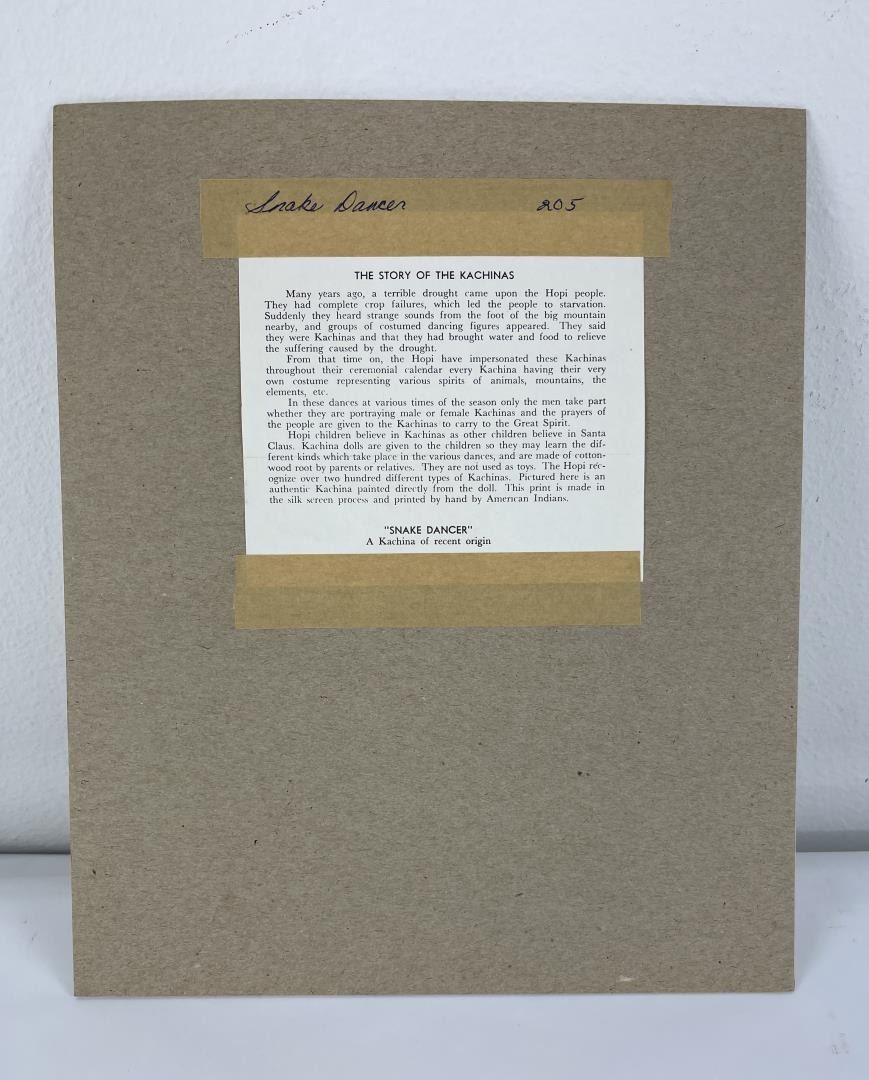 Snake Dancer 205
THE STORY OF THE KACHINAS
Many years ago, a terrible drought came upon the Hopi people.
They had complete crop failures, which led the people to starvation.
Suddenly they heard strange sounds from the foot of the big mountain
nearby, and groups of costumed dancing figures appeared. They said
they were Kachinas and that they had brought water and food to relieve
the suffering caused by the drought.
From that time on, the Hopi have impersonated these Kachinas
throughout their ceremonial calendar every Kachina having their very
own costume representing various spirits of animals, mountains, the
elements, etc.
In these dances at various times of the season only the men take part
whether they are portraying male or female Kachinas and the prayers of
the people are given to the Kachinas to carry to the Great Spirit.
Hopi children believe in Kachinas as other children believe in Santa
Claus. Kachina dolls are given to the children so they may learn the dif-
ferent kinds which take place in the various dances, and are made of cotton-
wood root by parents or relatives. They are not used as toys. The Hopi rec-
ognize over two hundred different types of Kachinas. Pictured here is an
authentic Kachina painted directly from the doll. This print is made in
the silk screen process and printed by hand by American Indians.
"SNAKE DANCER"
A Kachina of recent origin